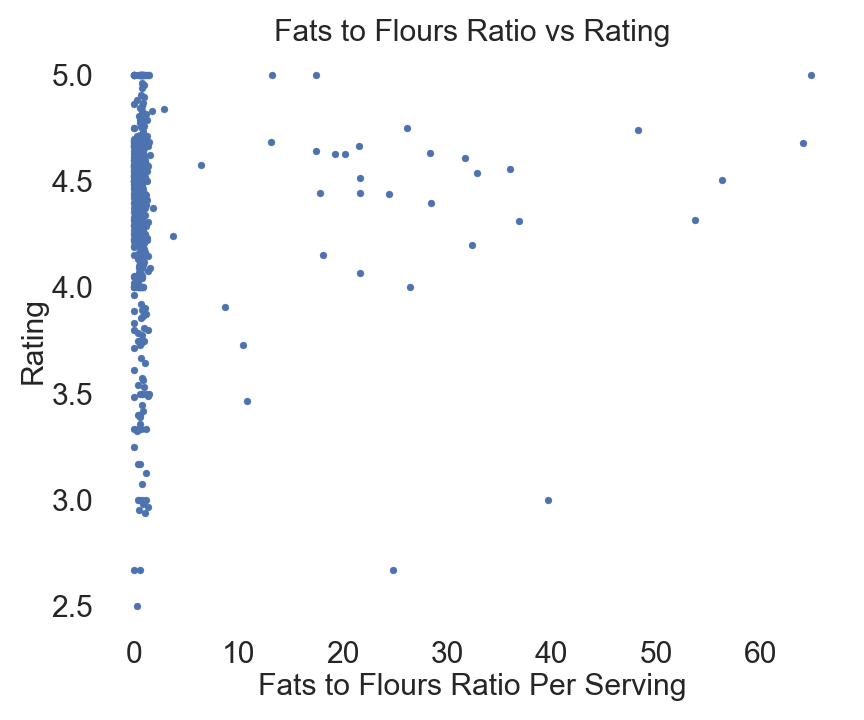 Fats to Flours Ratio vs Rating
5.0
4.5
4.0
3.5
3.0
2.5
Rating
0 10 20 30 40 50 60
Fats to Flours Ratio Per Serving